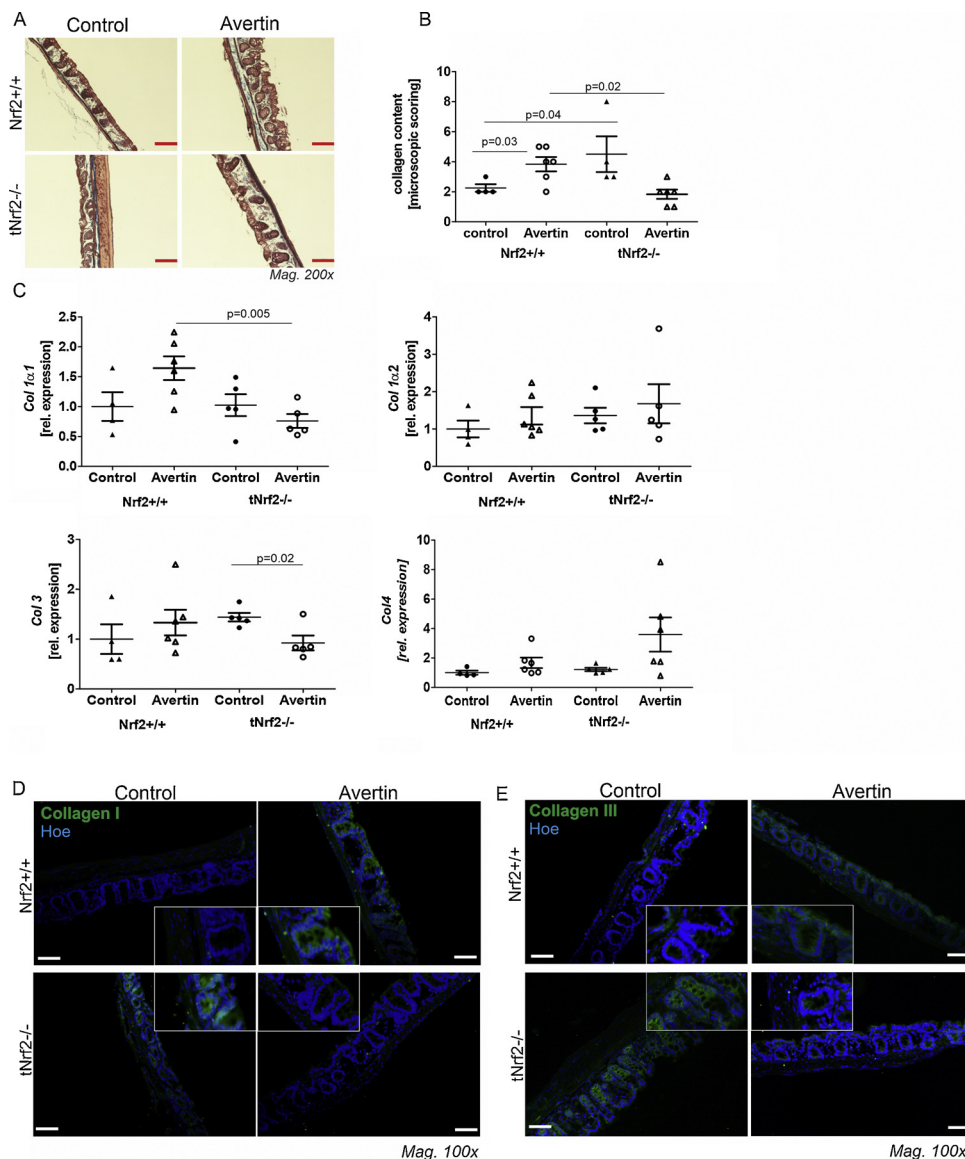 A
Control
Avertin
Nrf2+/+
tNrf2-/-
Mag. 200x
B
collagen content
[microscopic scoring]
10
8
6
4
2
0
p=0.02
p=0.04
p=0.03
control
Avertin
control
Avertin
Nrf2+/+
tNrf2-/-
C
Col 1α1
[rel. expression]
2.5
2.0
1.5
1.0
0.5
0.0
p=0.005
Control
Avertin
Control
Avertin
Nrf2+/+
tNrf2-/-
Col 1α2
[rel. expression]
4
3
2
1
0
Control
Avertin
Control
Avertin
Nrf2+/+
tNrf2-/-
Col 3
[rel. expression]
3
2
1
0
p=0.02
Control
Avertin
Control
Avertin
Nrf2+/+
tNrf2-/-
Col4
[rel. expression]
10
8
6
4
2
0
Control
Avertin
Control
Avertin
Nrf2+/+
tNrf2-/-
D
Control
Avertin
Collagen I
Hoe
Nrf2+/+
tNrf2-/-
Mag. 100x
E
Control
Avertin
Collagen III
Hoe
Nrf2+/+
tNrf2-/-
Mag. 100x